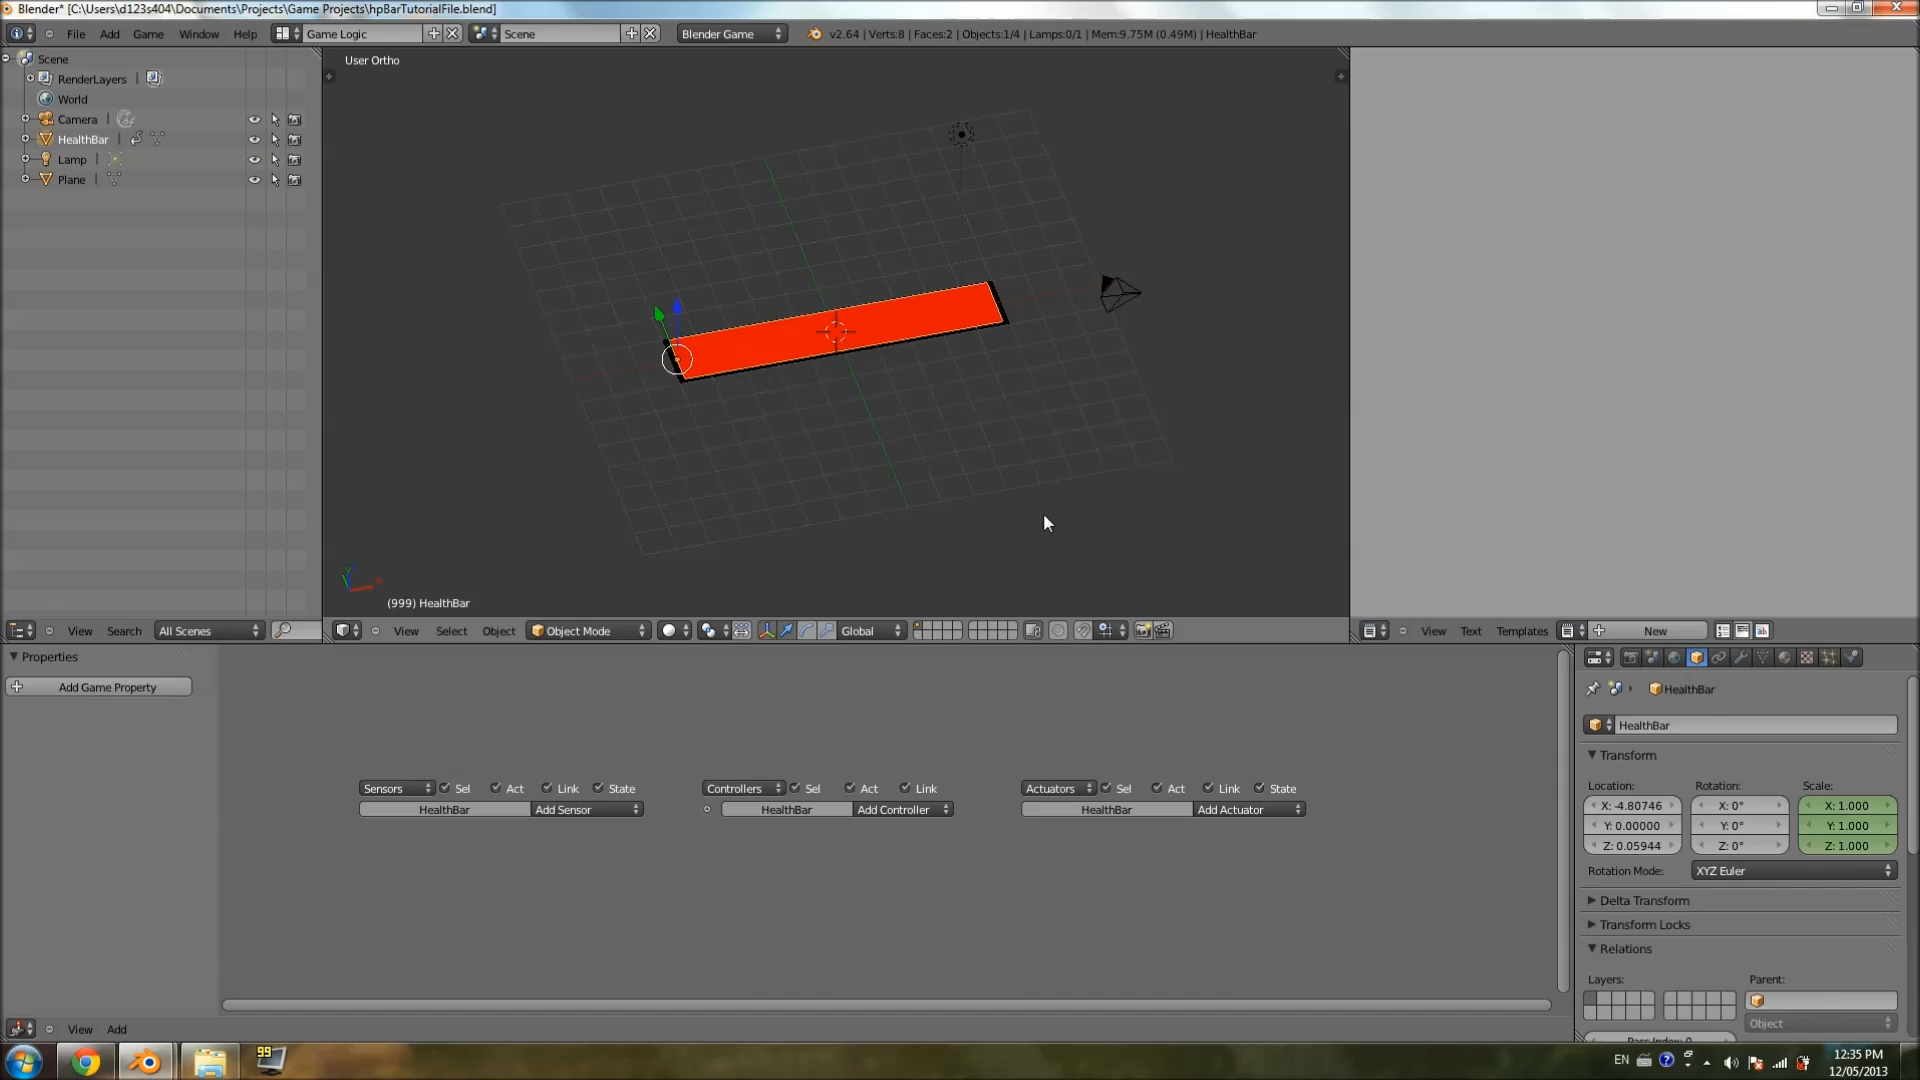 Blender* [C:\Users\d123s404\Documents\Projects\Game Projects\hpBarTutorialFile.blend]
File Add Game Window Help Game Logic Scene Blender Game v2.64 | Verts:8 | Faces:2 | Objects:1/4 | Lamps:0/1 | Mem:9.75M (0.49M) | HealthBar
Scene
RenderLayers
World
Camera
HealthBar
Lamp
Plane
User Ortho
(999) HealthBar
View Search All Scenes
View Select Object Object Mode Global
View Text Templates New
Properties
Add Game Property
Sensors Sel Act Link State
HealthBar Add Sensor
Controllers Sel Act Link
HealthBar Add Controller
Actuators Sel Act Link State
HealthBar Add Actuator
HealthBar
HealthBar
Transform
Location: Rotation: Scale:
X: -4.80746 X: 0° X: 1.000
Y: 0.00000 Y: 0° Y: 1.000
Z: 0.05944 Z: 0° Z: 1.000
Rotation Mode: XYZ Euler
Delta Transform
Transform Locks
Relations
Layers: Parent:
Object
Pass Index: 0
View Add
99
EN
12:35 PM
12/05/2013